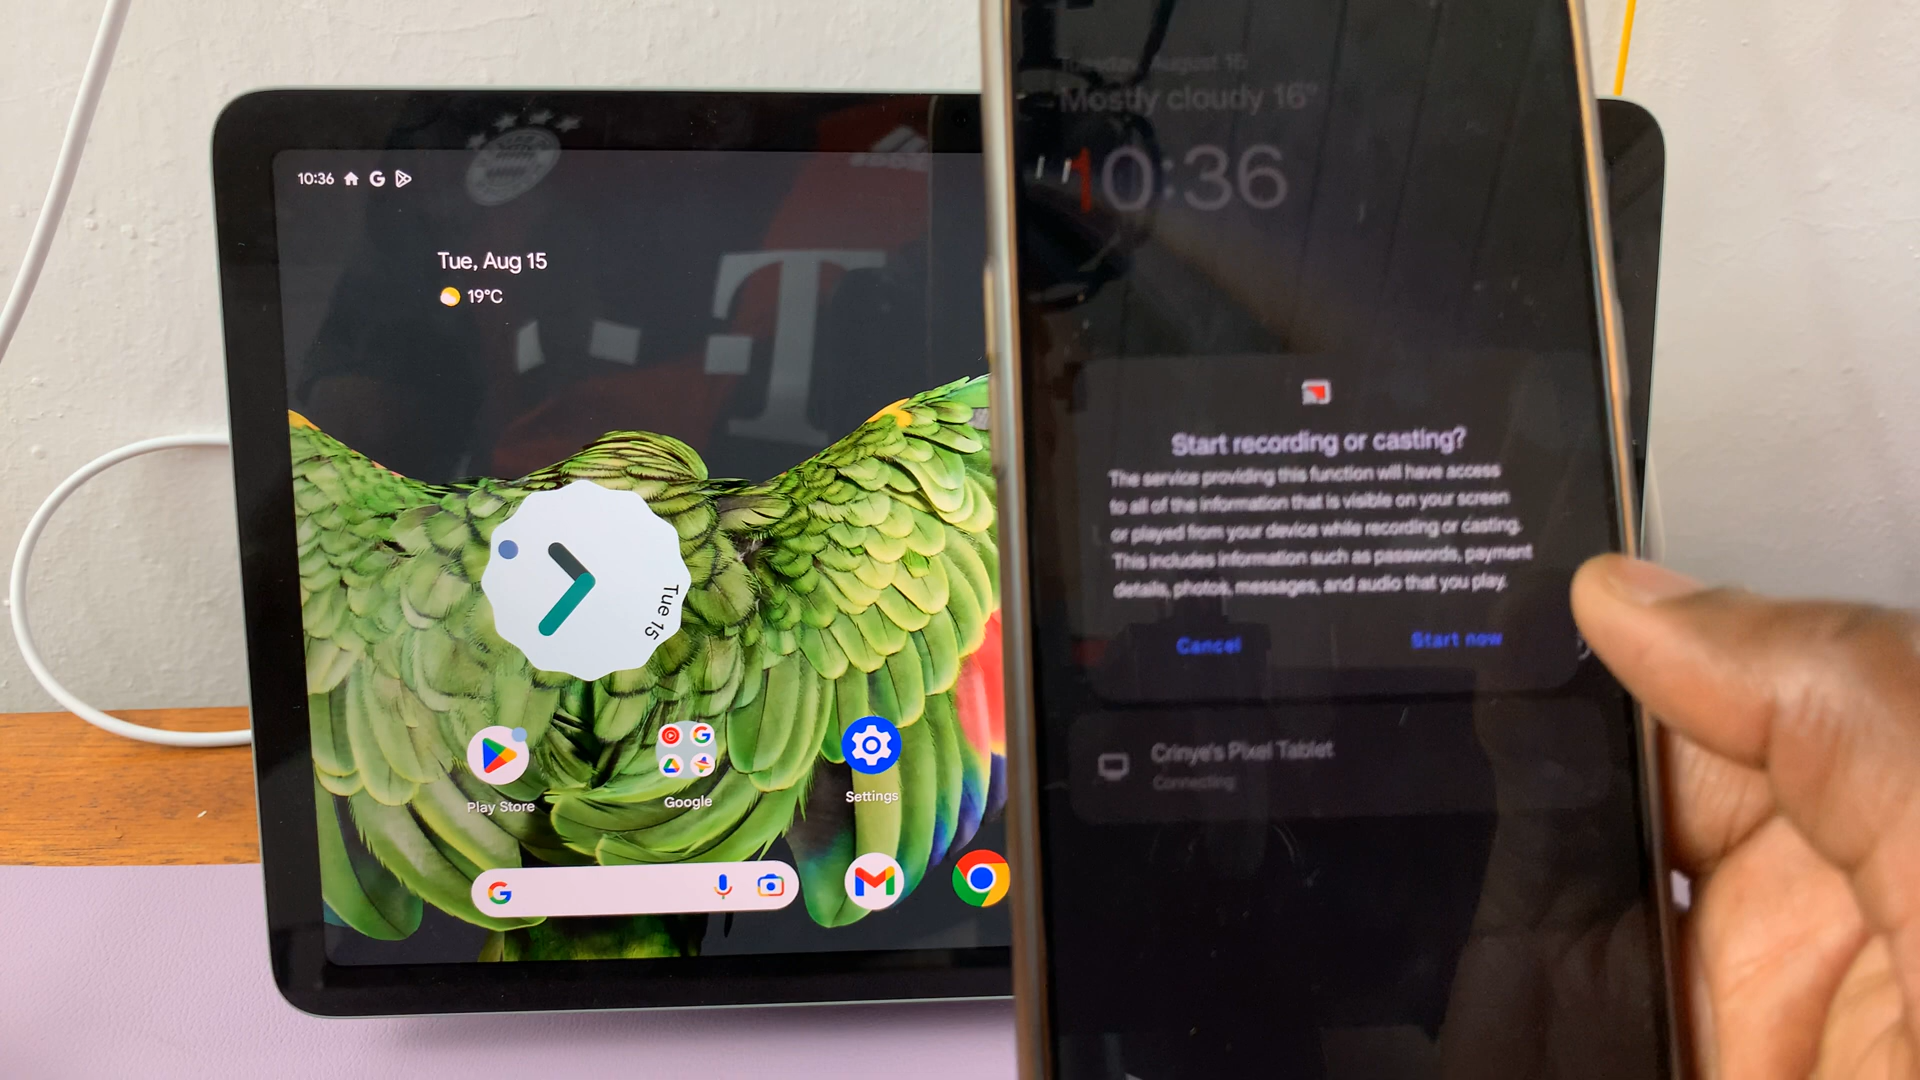 10:36
Tue, Aug 15
19°C
T
Tue 15
Play Store
Google
Settings
G
Mostly cloudy 16°
10:36
Start recording or casting?
The service providing this function will have access
to all of the information that is visible on your screen
or played from your device while recording or casting.
This includes information such as passwords, payment
details, photos, messages, and audio that you play.
Cancel
Start now
Crinye's Pixel Tablet
Connecting